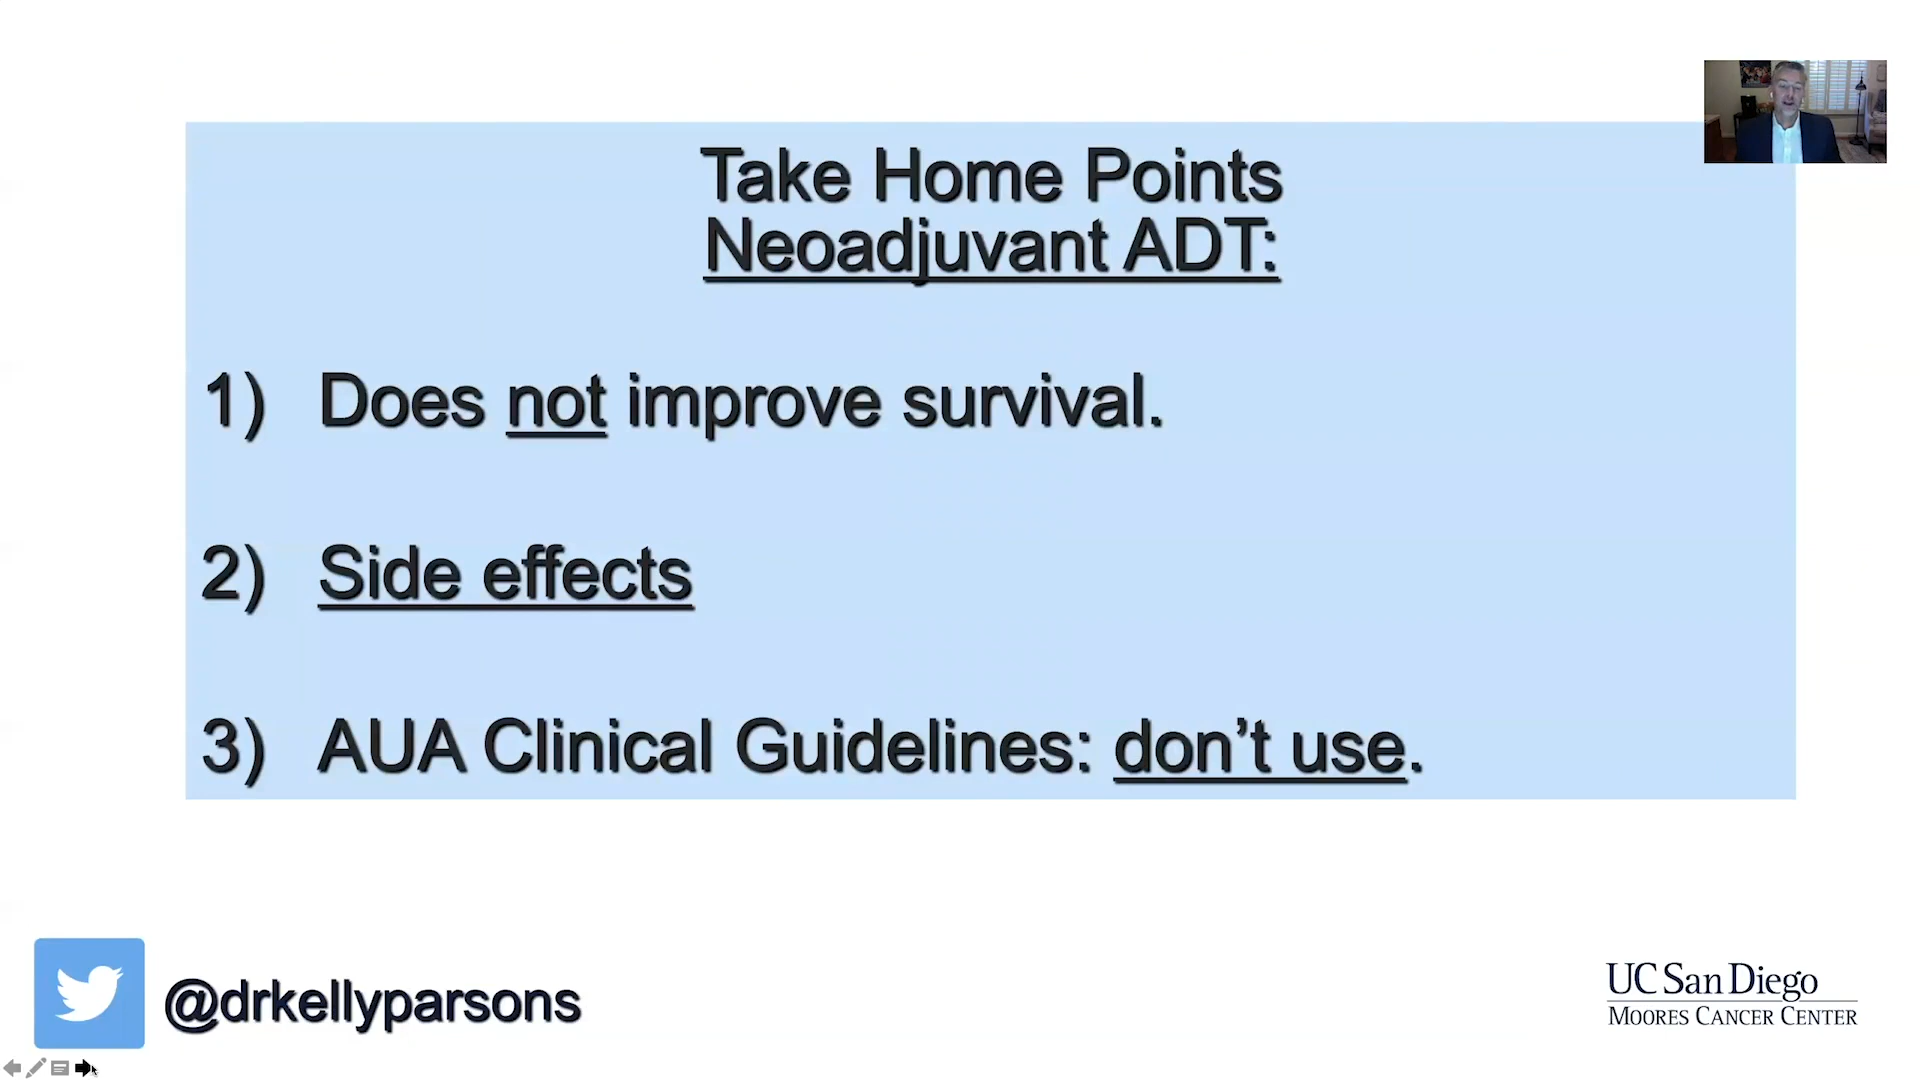 Take Home Points
Neoadjuvant ADT:
1) Does not improve survival.
2) Side effects
3) AUA Clinical Guidelines: don’t use.
@drkellyparsons
UC San Diego
MOORES CANCER CENTER